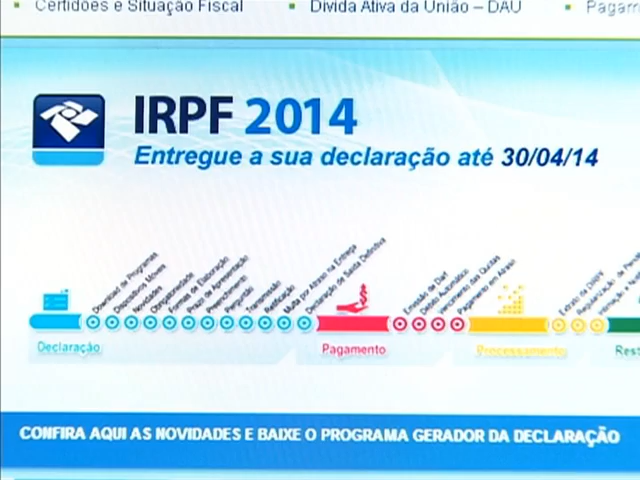 Certidões e Situação Fiscal
Dívida Ativa da União – DAU
Pagam
IRPF 2014
Entregue a sua declaração até 30/04/14
Download de Programas
Dispositivos Móveis
Novidades
Obrigatoriedade
Formas de Elaboração
Prazo de Apresentação
Preenchimento
Perguntão
Transmissão
Retificação
Multa por Atraso na Entrega
Declaração de Saída Definitiva
Emissão de Darf
Débito Automático
Vencimento das Quotas
Pagamento em Atraso
Extrato da DIRPF
Declaração
Pagamento
Processamento
Rest
CONFIRA AQUI AS NOVIDADES E BAIXE O PROGRAMA GERADOR DA DECLARAÇÃO